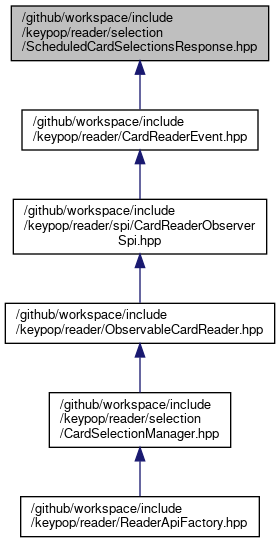 /github/workspace/include
/keypop/reader/selection
/ScheduledCardSelectionsResponse.hpp
/github/workspace/include
/keypop/reader/CardReaderEvent.hpp
/github/workspace/include
/keypop/reader/spi/CardReaderObserver
Spi.hpp
/github/workspace/include
/keypop/reader/ObservableCardReader.hpp
/github/workspace/include
/keypop/reader/selection
/CardSelectionManager.hpp
/github/workspace/include
/keypop/reader/ReaderApiFactory.hpp